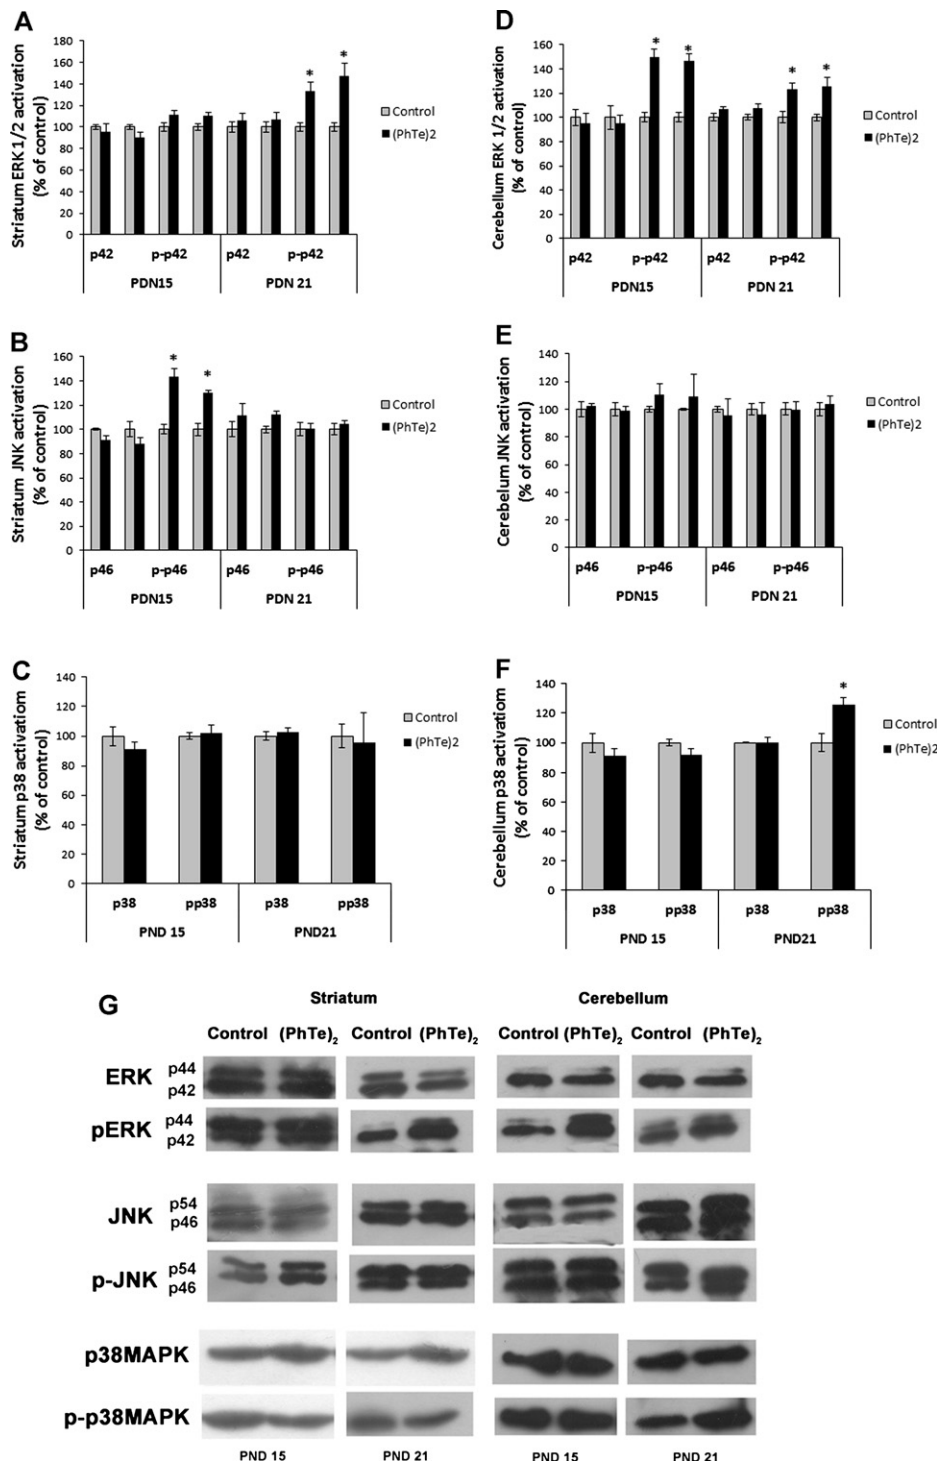 A
Striatum ERK 1/2 activation
(% of control)
180
160
140
120
100
80
60
40
20
0
* *
Control
(PhTe)2
p42 p-p42 p42 p-p42
PDN15 PDN 21
D
Cerebellum ERK 1/2 activation
(% of control)
160
140
120
100
80
60
40
20
0
* * * *
Control
(PhTe)2
p42 p-p42 p42 p-p42
PDN15 PDN 21
B
Striatum JNK activation
(% of control)
160
140
120
100
80
60
40
20
0
* *
Control
(PhTe)2
p46 p-p46 p46 p-p46
PDN15 PDN 21
E
Cerebelum JNK activation
(% of control)
140
120
100
80
60
40
20
0
Control
(PhTe)2
p46 p-p46 p46 p-p46
PDN15 PDN 21
C
Striatum p38 activatiom
(% of control)
140
120
100
80
60
40
20
0
Control
(PhTe)2
p38 pp38 p38 pp38
PND 15 PND21
F
Cerebellum p38 activatiom
(% of control)
140
120
100
80
60
40
20
0
*
Control
(PhTe)2
p38 pp38 p38 pp38
PND 15 PND21
G
Striatum Cerebellum
Control (PhTe)2 Control (PhTe)2 Control (PhTe)2 Control (PhTe)2
ERK p44
p42
pERK p44
p42
JNK p54
p46
p-JNK p54
p46
p38MAPK
p-p38MAPK
PND 15 PND 21 PND 15 PND 21